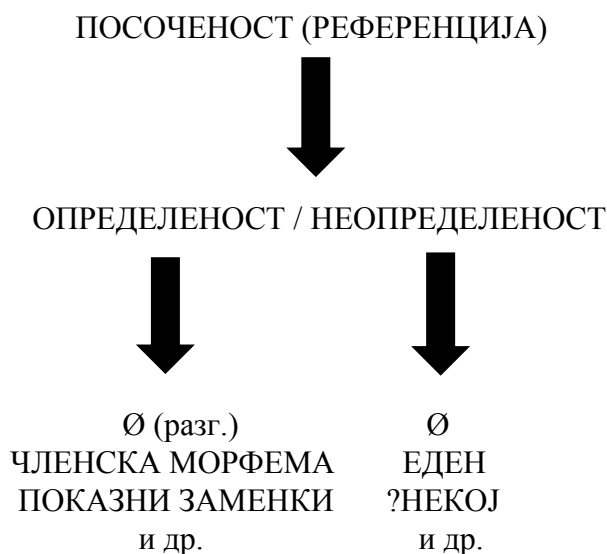 ПОСОЧЕНОСТ (РЕФЕРЕНЦИЈА)
ОПРЕДЕЛЕНОСТ / НЕОПРЕДЕЛЕНОСТ
Ø (разг.)
ЧЛЕНСКА МОРФЕМА
ПОКАЗНИ ЗАМЕНКИ
и др.
Ø
ЕДЕН
?НЕКОЈ
и др.